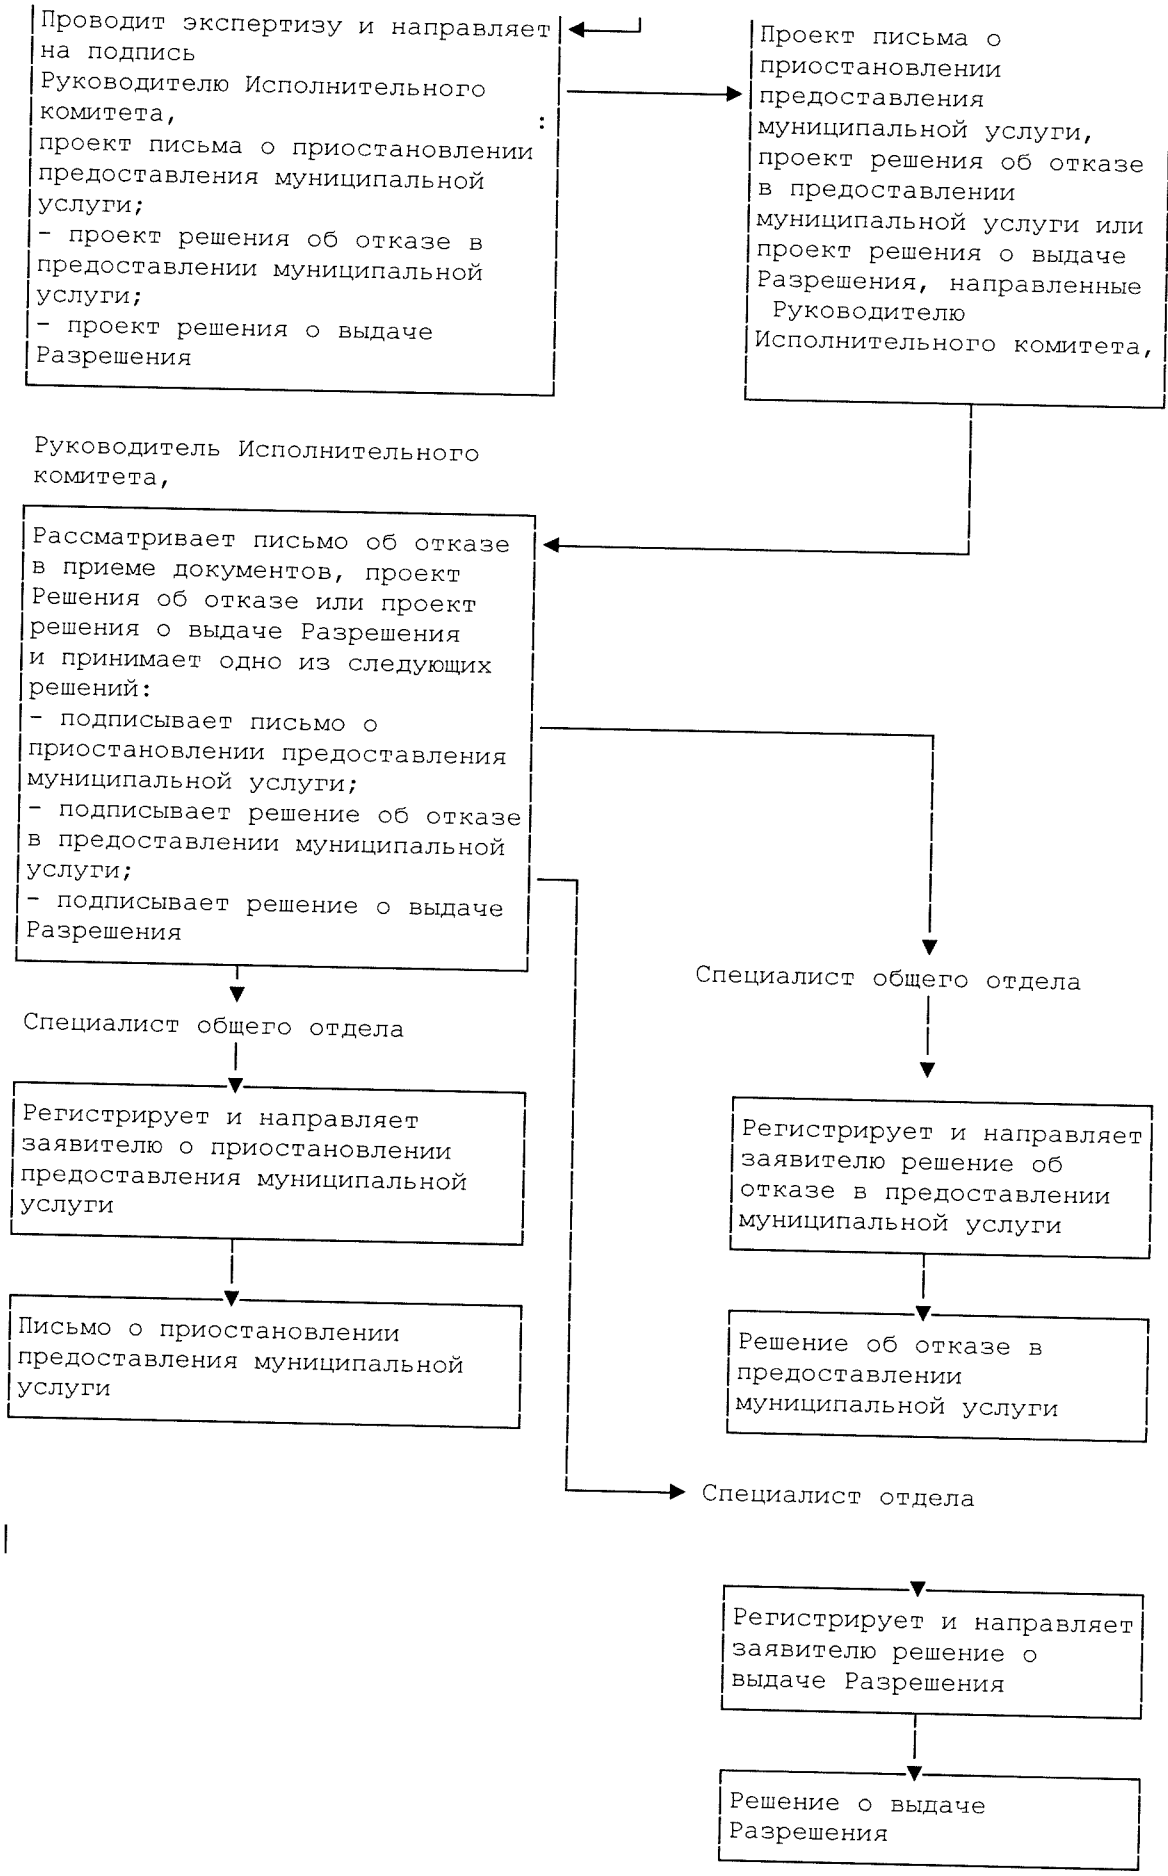 Проводит экспертизу и направляет
на подпись
Руководителю Исполнительного
комитета, :
проект письма о приостановлении
предоставления муниципальной
услуги;
- проект решения об отказе в
предоставлении муниципальной
услуги;
- проект решения о выдаче
Разрешения
Проект письма о
приостановлении
предоставления
муниципальной услуги,
проект решения об отказе
в предоставлении
муниципальной услуги или
проект решения о выдаче
Разрешения, направленные
Руководителю
Исполнительного комитета,
Руководитель Исполнительного
комитета,
Рассматривает письмо об отказе
в приеме документов, проект
Решения об отказе или проект
решения о выдаче Разрешения
и принимает одно из следующих
решений:
- подписывает письмо о
приостановлении предоставления
муниципальной услуги;
- подписывает решение об отказе
в предоставлении муниципальной
услуги;
- подписывает решение о выдаче
Разрешения
Специалист общего отдела
Специалист общего отдела
Регистрирует и направляет
заявителю о приостановлении
предоставления муниципальной
услуги
Регистрирует и направляет
заявителю решение об
отказе в предоставлении
муниципальной услуги
Письмо о приостановлении
предоставления муниципальной
услуги
Решение об отказе в
предоставлении
муниципальной услуги
Специалист отдела
Регистрирует и направляет
заявителю решение о
выдаче Разрешения
Решение о выдаче
Разрешения